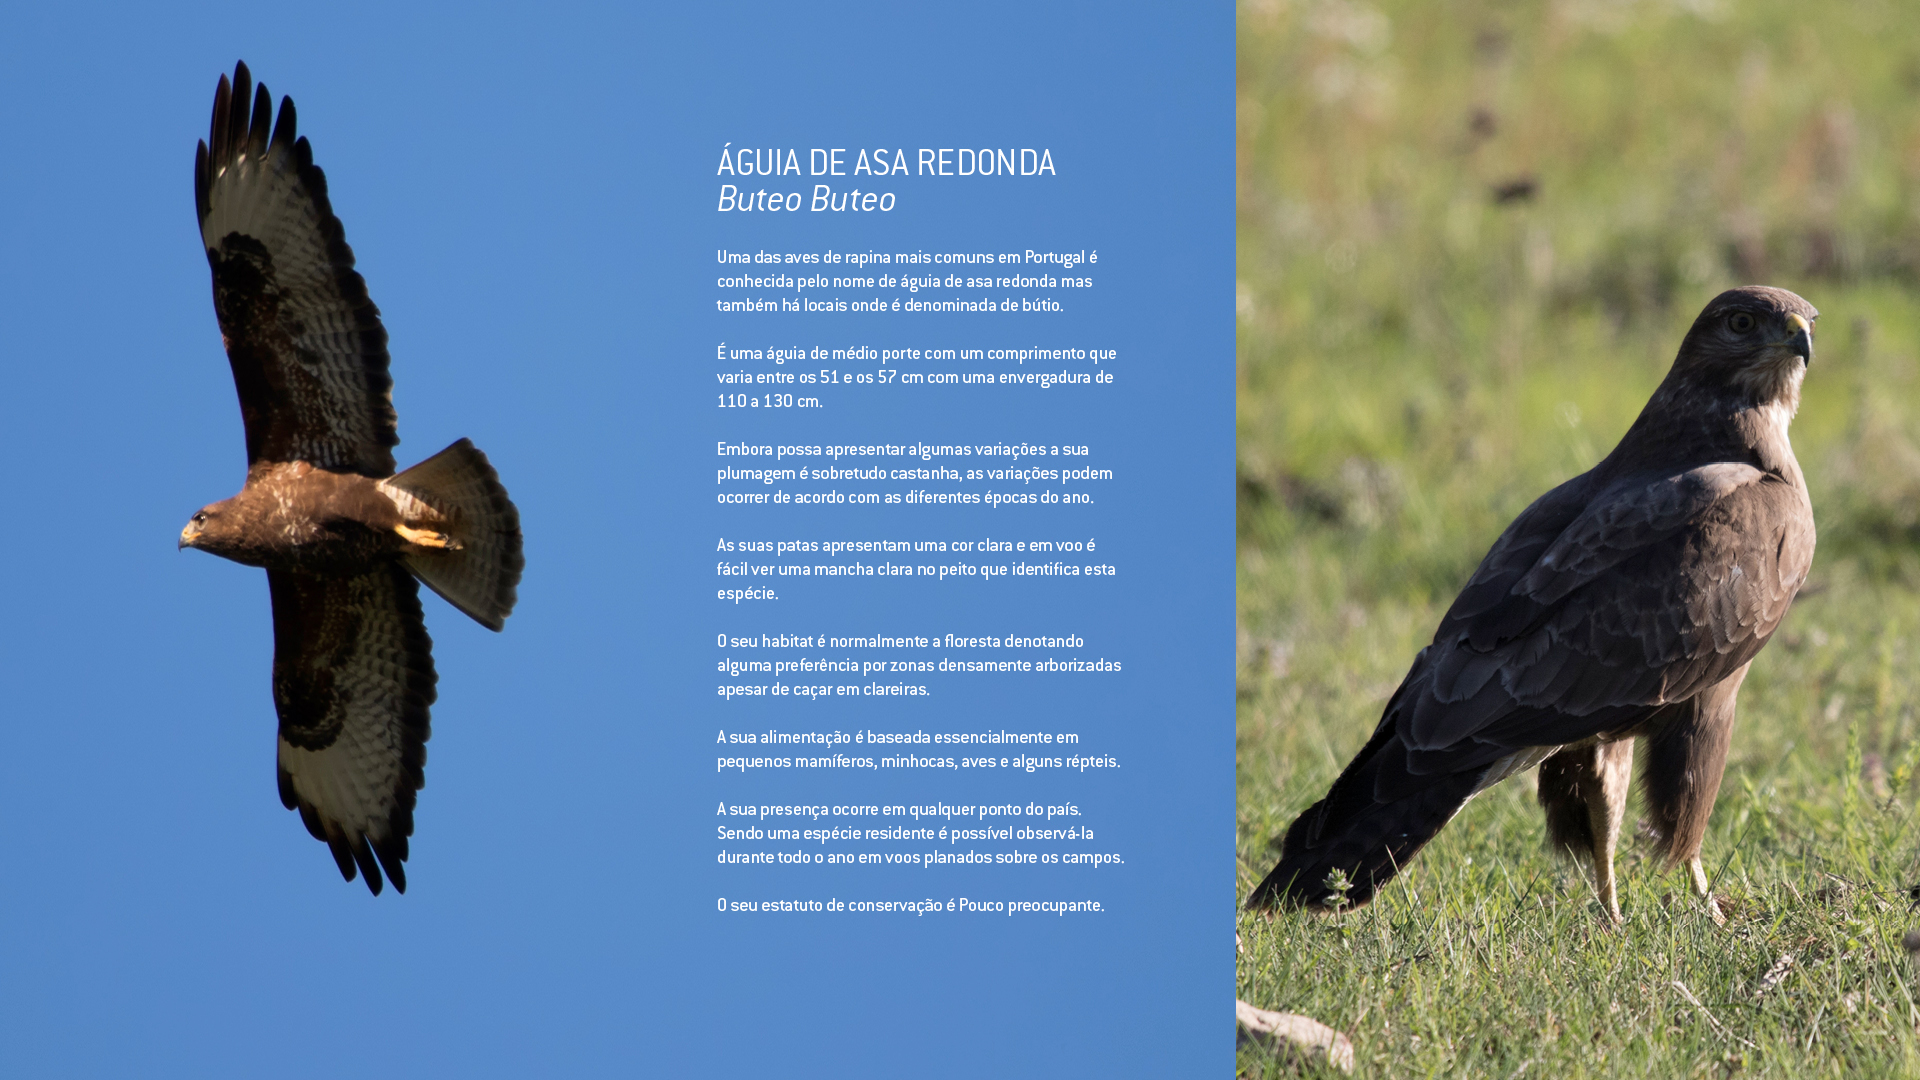 ÁGUIA DE ASA REDONDA
Buteo Buteo
Uma das aves de rapina mais comuns em Portugal é
conhecida pelo nome de águia de asa redonda mas
também há locais onde é denominada de bútio.
É uma águia de médio porte com um comprimento que
varia entre os 51 e os 57 cm com uma envergadura de
110 a 130 cm.
Embora possa apresentar algumas variações a sua
plumagem é sobretudo castanha, as variações podem
ocorrer de acordo com as diferentes épocas do ano.
As suas patas apresentam uma cor clara e em voo é
fácil ver uma mancha clara no peito que identifica esta
espécie.
O seu habitat é normalmente a floresta denotando
alguma preferência por zonas densamente arborizadas
apesar de caçar em clareiras.
A sua alimentação é baseada essencialmente em
pequenos mamíferos, minhocas, aves e alguns répteis.
A sua presença ocorre em qualquer ponto do país.
Sendo uma espécie residente é possível observá-la
durante todo o ano em voos planados sobre os campos.
O seu estatuto de conservação é Pouco preocupante.